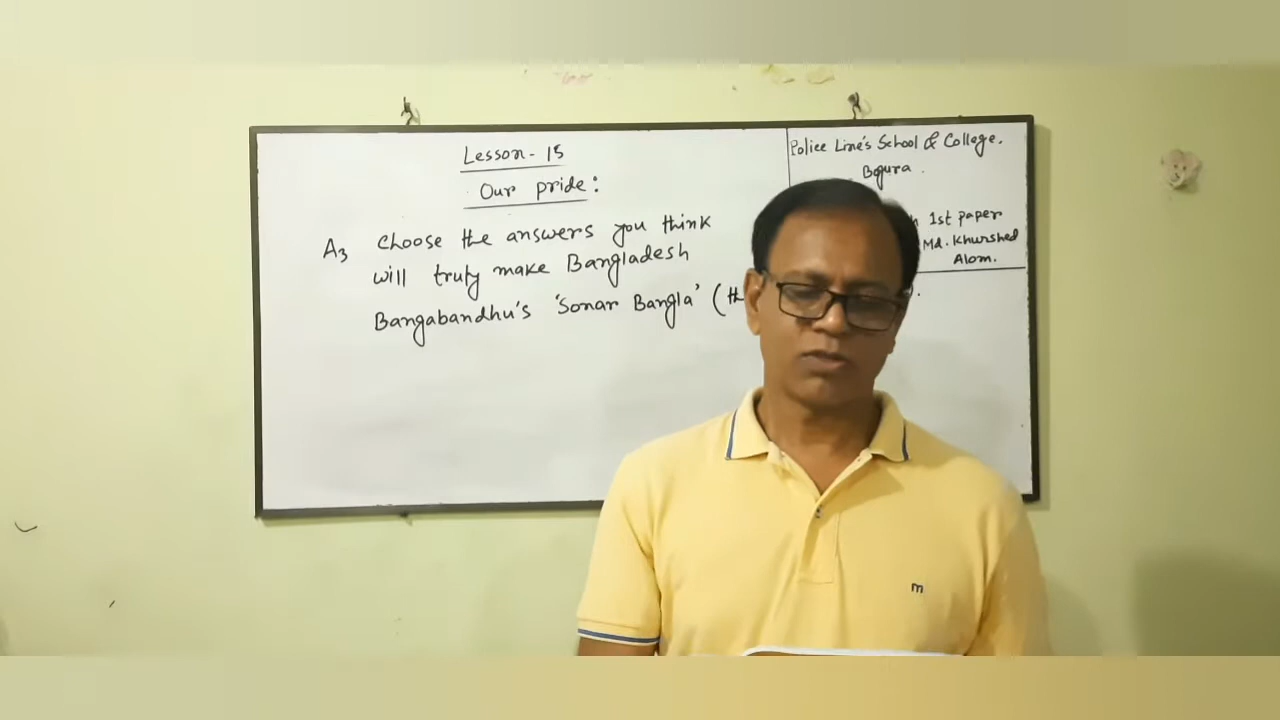 Lesson - 15
Our pride:
A3 Choose the answers you think
will truly make Bangladesh
Bangabandhu's 'Sonar Bangla' (
Police Line's School & College.
Bogura.
1st paper
Md. Khurshed
Alom.
m